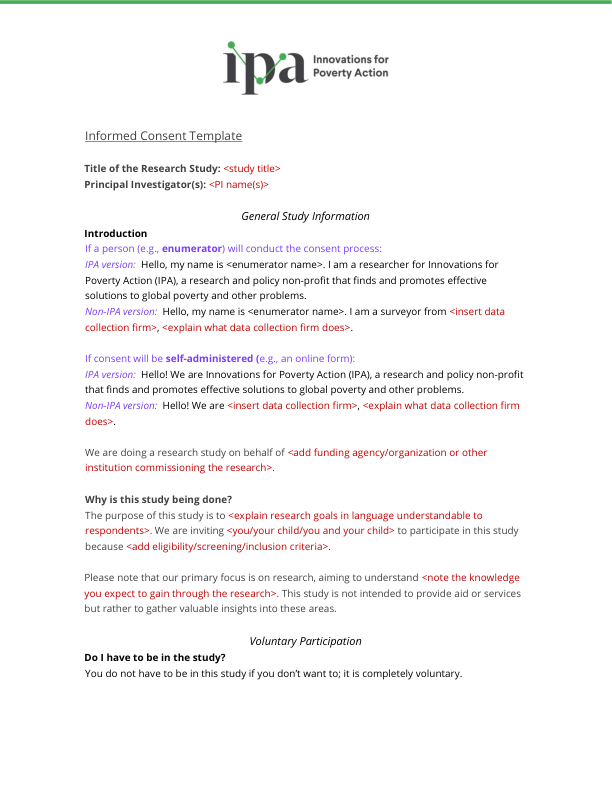 ipa Innovations for
Poverty Action
Informed Consent Template
Title of the Research Study: <study title>
Principal Investigator(s): <PI name(s)>
General Study Information
Introduction
If a person (e.g., enumerator) will conduct the consent process:
IPA version:  Hello, my name is <enumerator name>. I am a researcher for Innovations for
Poverty Action (IPA), a research and policy non-profit that finds and promotes effective
solutions to global poverty and other problems.
Non-IPA version:  Hello, my name is <enumerator name>. I am a surveyor from <insert data
collection firm>, <explain what data collection firm does>.
If consent will be self-administered (e.g., an online form):
IPA version:  Hello! We are Innovations for Poverty Action (IPA), a research and policy non-profit
that finds and promotes effective solutions to global poverty and other problems.
Non-IPA version:  Hello! We are <insert data collection firm>, <explain what data collection firm
does>.
We are doing a research study on behalf of <add funding agency/organization or other
institution commissioning the research>.
Why is this study being done?
The purpose of this study is to <explain research goals in language understandable to
respondents>. We are inviting <you/your child/you and your child> to participate in this study
because <add eligibility/screening/inclusion criteria>.
Please note that our primary focus is on research, aiming to understand <note the knowledge
you expect to gain through the research>. This study is not intended to provide aid or services
but rather to gather valuable insights into these areas.
Voluntary Participation
Do I have to be in the study?
You do not have to be in this study if you don’t want to; it is completely voluntary.